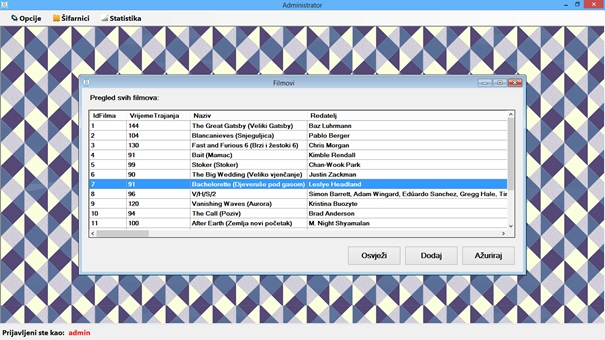 Administrator
Opcije Šifarnici Statistika
Filmovi
Pregled svih filmova:
IdFilma VrijemeTrajanja Naziv Redatelj
1 144 The Great Gatsby (Veliki Gatsby) Baz Luhrmann
2 104 Blancanieves (Snjeguljica) Pablo Berger
3 130 Fast and Furious 6 (Brzi i žestoki 6) Chris Morgan
4 91 Bait (Mamac) Kimble Rendall
5 99 Stoker (Stoker) Chan-Wook Park
6 90 The Big Wedding (Veliko vjenčanje) Justin Zackman
7 91 Bachelorette (Djeveruše pod gasom) Leslye Headland
8 96 V/H/S/2 Simon Barrett, Adam Wingard, Edúardo Sanchez, Gregg Hale, Tim
9 120 Vanishing Waves (Aurora) Kristina Buozyte
10 94 The Call (Poziv) Brad Anderson
11 100 After Earth (Zemlja novi početak) M. Night Shyamalan
Osvježi Dodaj Ažuriraj
Prijavljeni ste kao: admin